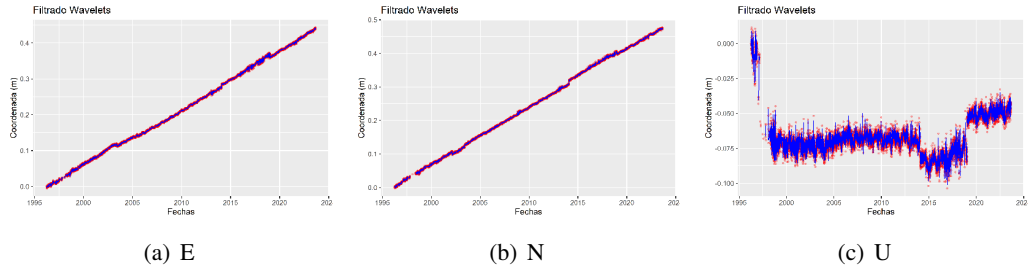 Filtrado Wavelets
0.4
0.3
0.2
0.1
0.0
Coordenada (m)
1995 2000 2005 2010 2015 2020 202
Fechas
(a) E
Filtrado Wavelets
0.5
0.4
0.3
0.2
0.1
0.0
Coordenada (m)
1995 2000 2005 2010 2015 2020 202
Fechas
(b) N
Filtrado Wavelets
0.000
-0.025
-0.050
-0.075
-0.100
Coordenada (m)
1995 2000 2005 2010 2015 2020 202
Fechas
(c) U